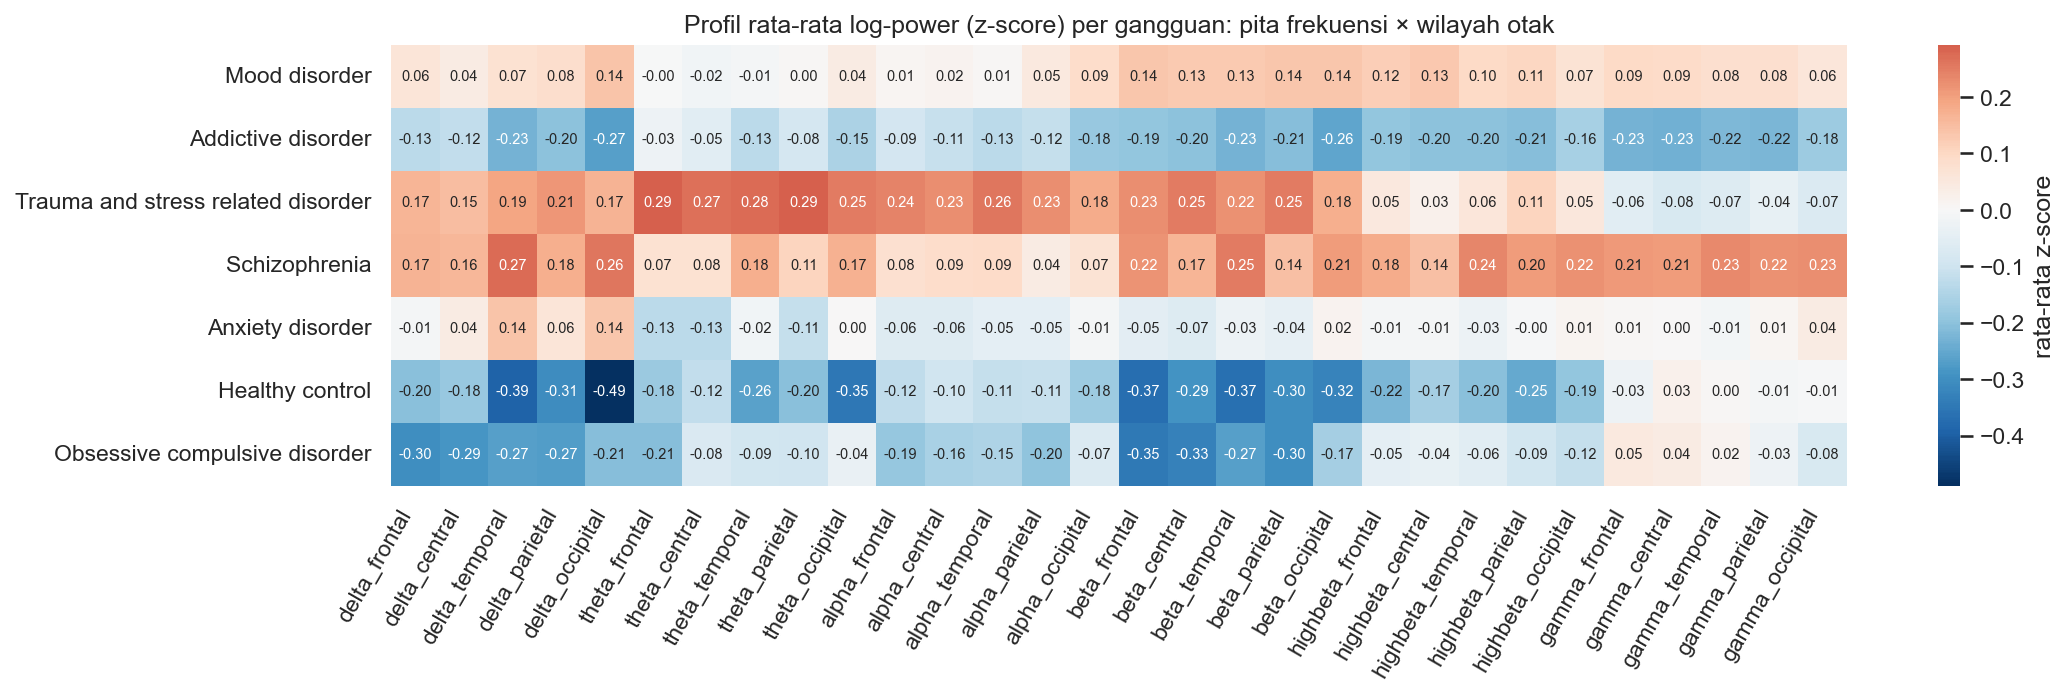 Profil rata-rata log-power (z-score) per gangguan: pita frekuensi × wilayah otak
Mood disorder 0.06 0.04 0.07 0.08 0.14 -0.00 -0.02 -0.01 0.00 0.04 0.01 0.02 0.01 0.05 0.09 0.14 0.13 0.13 0.14 0.14 0.12 0.13 0.10 0.11 0.07 0.09 0.09 0.08 0.08 0.06
Addictive disorder -0.13 -0.12 -0.23 -0.20 -0.27 -0.03 -0.05 -0.13 -0.08 -0.15 -0.09 -0.11 -0.13 -0.12 -0.18 -0.19 -0.20 -0.23 -0.21 -0.26 -0.19 -0.20 -0.20 -0.21 -0.16 -0.23 -0.23 -0.22 -0.22 -0.18
Trauma and stress related disorder 0.17 0.15 0.19 0.21 0.17 0.29 0.27 0.28 0.29 0.25 0.24 0.23 0.26 0.23 0.18 0.23 0.25 0.22 0.25 0.18 0.05 0.03 0.06 0.11 0.05 -0.06 -0.08 -0.07 -0.04 -0.07
Schizophrenia 0.17 0.16 0.27 0.18 0.26 0.07 0.08 0.18 0.11 0.17 0.08 0.09 0.09 0.04 0.07 0.22 0.17 0.25 0.14 0.21 0.18 0.14 0.24 0.20 0.22 0.21 0.21 0.23 0.22 0.23
Anxiety disorder -0.01 0.04 0.14 0.06 0.14 -0.13 -0.13 -0.02 -0.11 0.00 -0.06 -0.06 -0.05 -0.05 -0.01 -0.05 -0.07 -0.03 -0.04 0.02 -0.01 -0.01 -0.03 -0.00 0.01 0.01 0.00 -0.01 0.01 0.04
Healthy control -0.20 -0.18 -0.39 -0.31 -0.49 -0.18 -0.12 -0.26 -0.20 -0.35 -0.12 -0.10 -0.11 -0.11 -0.18 -0.37 -0.29 -0.37 -0.30 -0.32 -0.22 -0.17 -0.20 -0.25 -0.19 -0.03 0.03 0.00 -0.01 -0.01
Obsessive compulsive disorder -0.30 -0.29 -0.27 -0.27 -0.21 -0.21 -0.08 -0.09 -0.10 -0.04 -0.19 -0.16 -0.15 -0.20 -0.07 -0.35 -0.33 -0.27 -0.30 -0.17 -0.05 -0.04 -0.06 -0.09 -0.12 0.05 0.04 0.02 -0.03 -0.08
delta_frontal
delta_central
delta_temporal
delta_parietal
delta_occipital
theta_frontal
theta_central
theta_temporal
theta_parietal
theta_occipital
alpha_frontal
alpha_central
alpha_temporal
alpha_parietal
alpha_occipital
beta_frontal
beta_central
beta_temporal
beta_parietal
beta_occipital
highbeta_frontal
highbeta_central
highbeta_temporal
highbeta_parietal
highbeta_occipital
gamma_frontal
gamma_central
gamma_temporal
gamma_parietal
gamma_occipital
0.2
0.1
0.0
−0.1
−0.2
−0.3
−0.4
rata-rata z-score